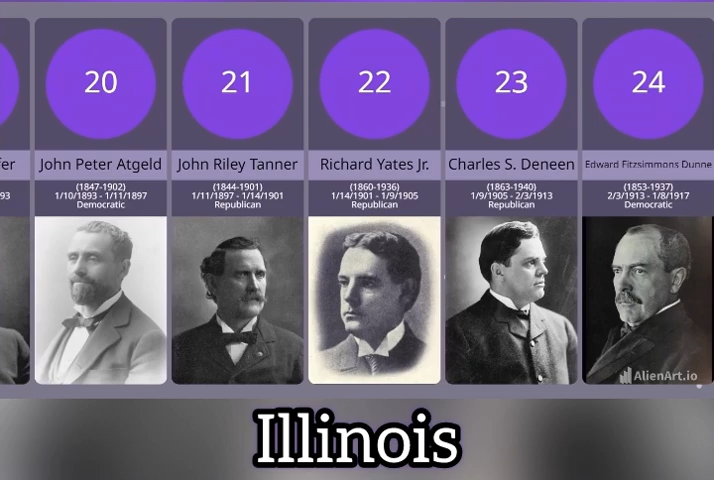 20
21
22
23
24
fer
John Peter Atgeld
John Riley Tanner
Richard Yates Jr.
Charles S. Deneen
Edward Fitzsimmons Dunne
93
(1847-1902)
1/10/1893 - 1/11/1897
Democratic
(1844-1901)
1/11/1897 - 1/14/1901
Republican
(1860-1936)
1/14/1901 - 1/9/1905
Republican
(1863-1940)
1/9/1905 - 2/3/1913
Republican
(1853-1937)
2/3/1913 - 1/8/1917
Democratic
AlienArt.io
Illinois